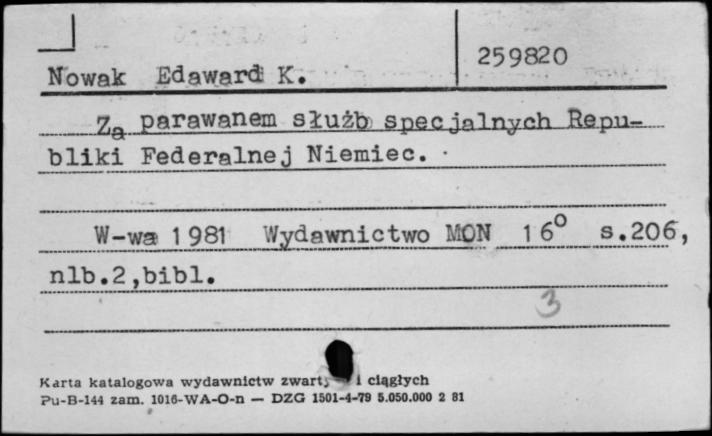 259820
Nowak Edaward K.
Za parawanem służb specjalnych Repu-
bliki Federalnej Niemiec.
W-wa 1981 Wydawnictwo MON 16° s.206,
nlb.2,bibl.
3
Karta katalogowa wydawnictw i ciągłych
Pu-B-144 zam. 1016-WA-O-n — DZG 1501-4-79 5.050.000 2 81